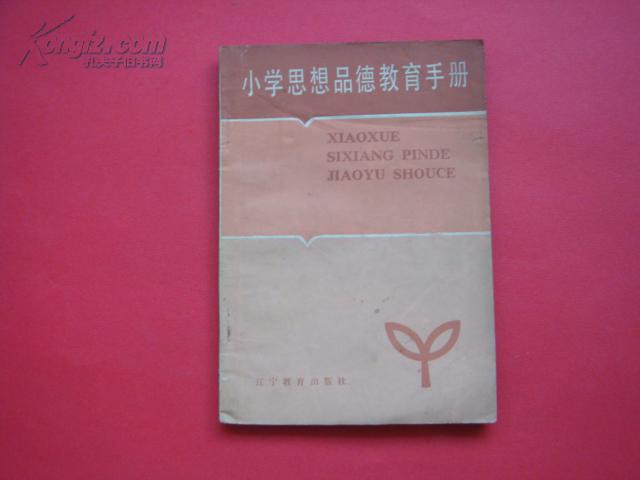 Kongfz.com
孔夫子旧书网
小学思想品德教育手册
XIAOXUE
SIXIANG PINDE
JIAOYU SHOUCE
辽宁教育出版社